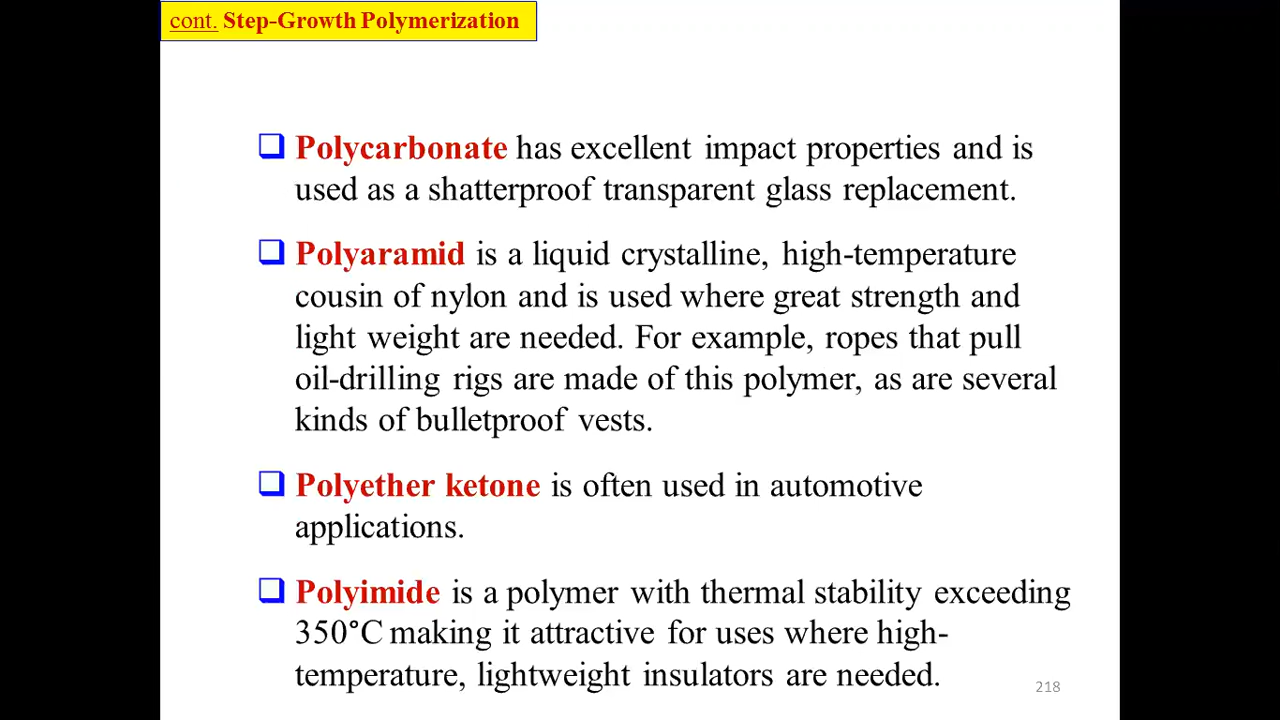 cont. Step-Growth Polymerization
Polycarbonate has excellent impact properties and is
used as a shatterproof transparent glass replacement.
Polyaramid is a liquid crystalline, high-temperature
cousin of nylon and is used where great strength and
light weight are needed. For example, ropes that pull
oil-drilling rigs are made of this polymer, as are several
kinds of bulletproof vests.
Polyether ketone is often used in automotive
applications.
Polyimide is a polymer with thermal stability exceeding
350°C making it attractive for uses where high-
temperature, lightweight insulators are needed.
218